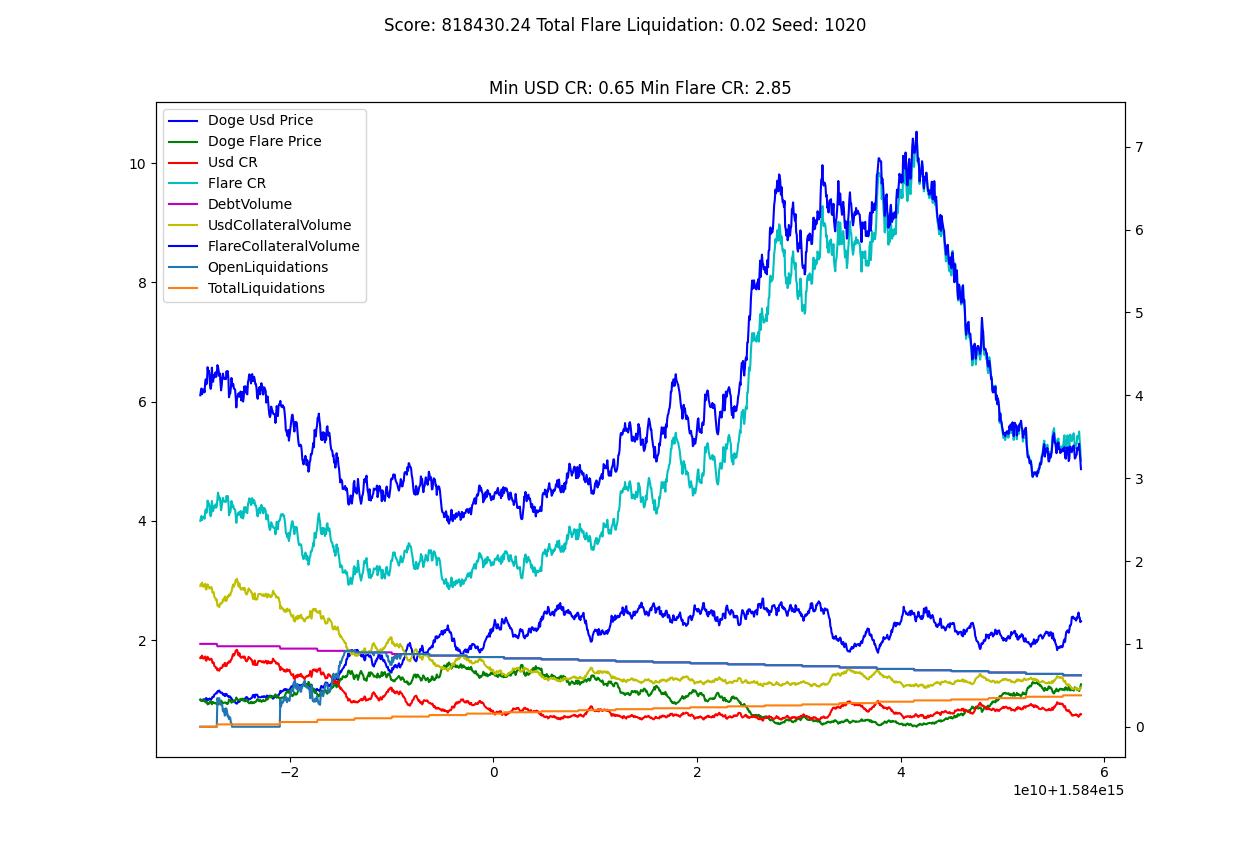 Score: 818430.24 Total Flare Liquidation: 0.02 Seed: 1020
Min USD CR: 0.65 Min Flare CR: 2.85
Doge Usd Price
Doge Flare Price
Usd CR
Flare CR
DebtVolume
UsdCollateralVolume
FlareCollateralVolume
OpenLiquidations
TotalLiquidations
10
8
6
4
2
7
6
5
4
3
2
1
0
−2 0 2 4 6
1e10+1.584e15